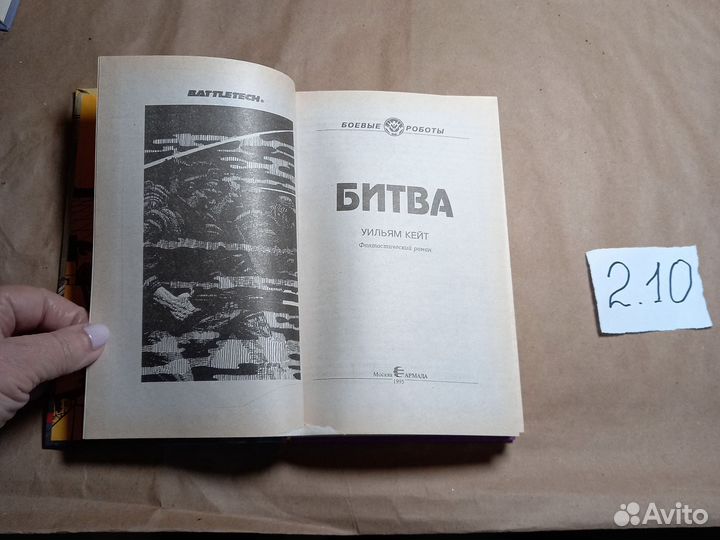 BATTLETECH®
БОЕВЫЕ РОБОТЫ
БИТВА
УИЛЬЯМ КЕЙТ
Фантастический роман
Москва АРМАДА
1995
2.10
Avito